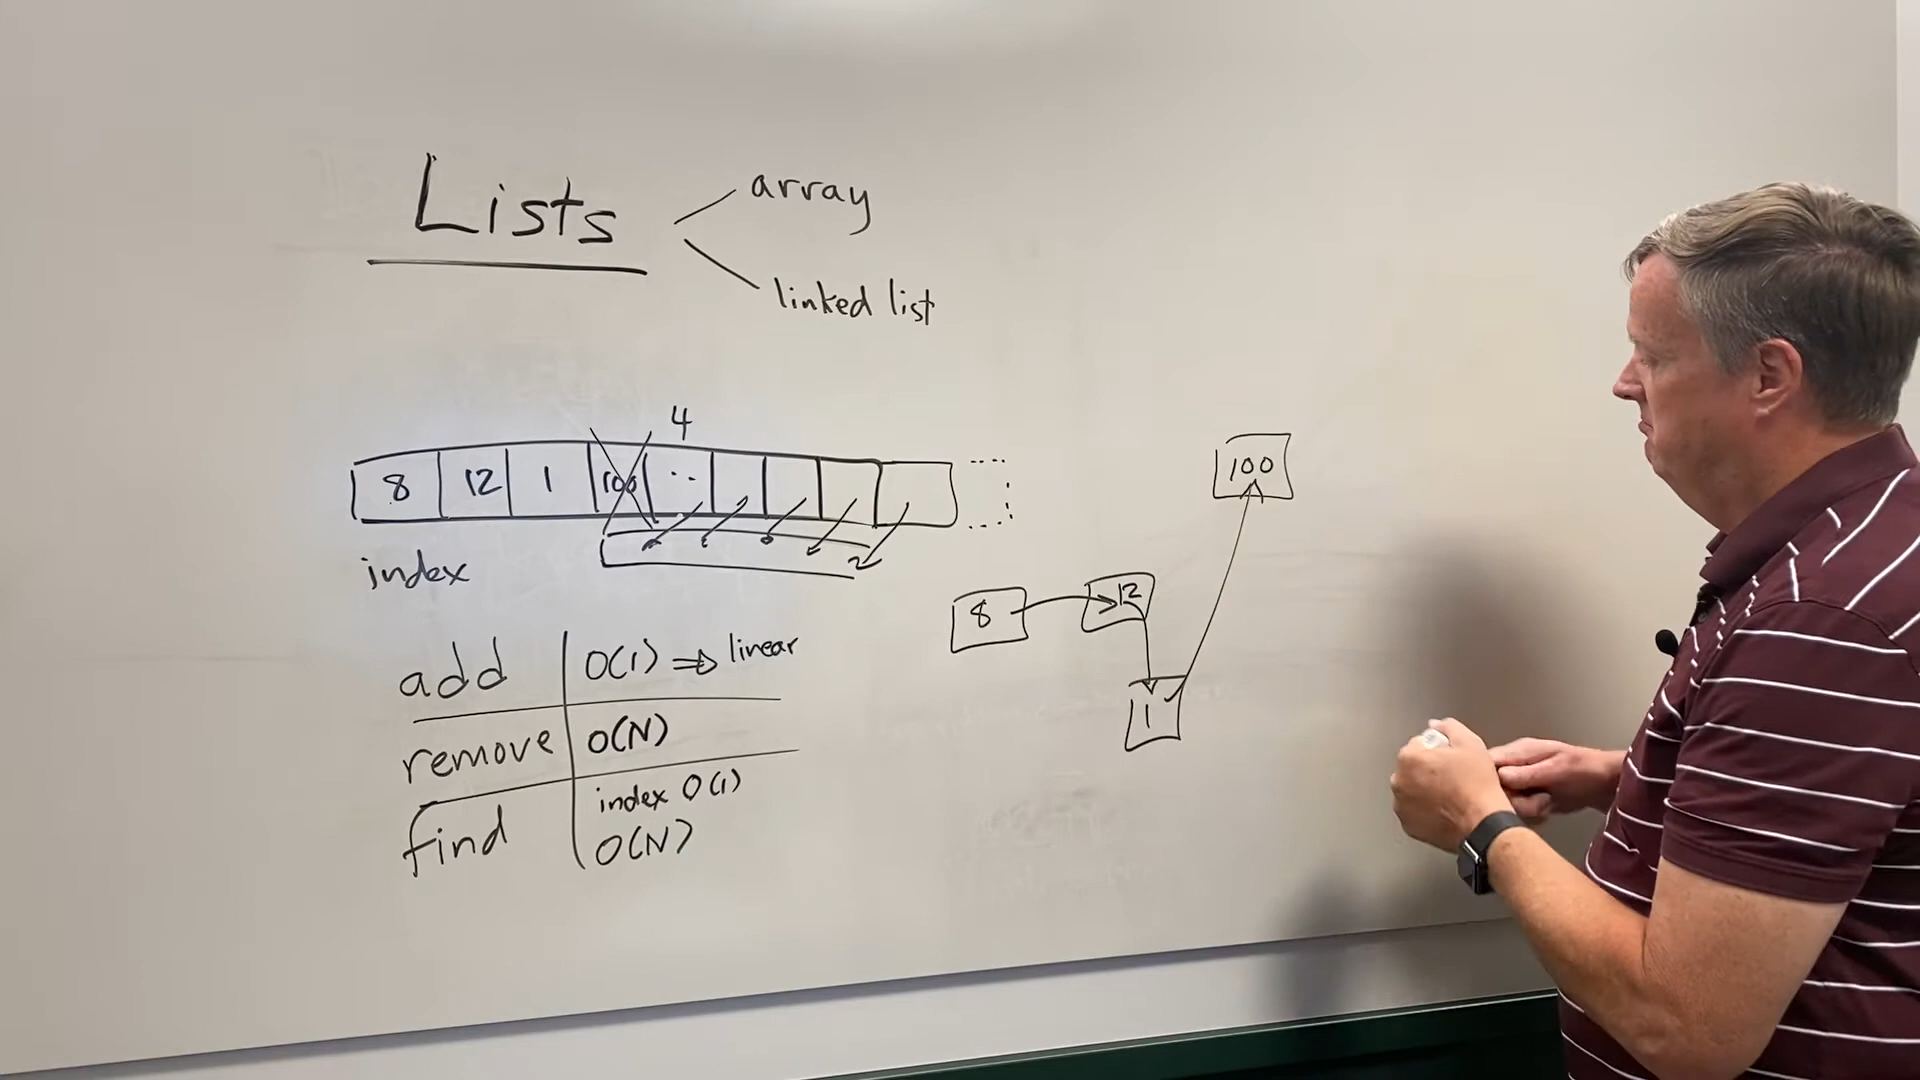 Lists
array
linked list
4
8 12 1 100 ..
index
8 12
1
100
add O(1) ⇒ linear
remove O(N)
find index O(1)
O(N)